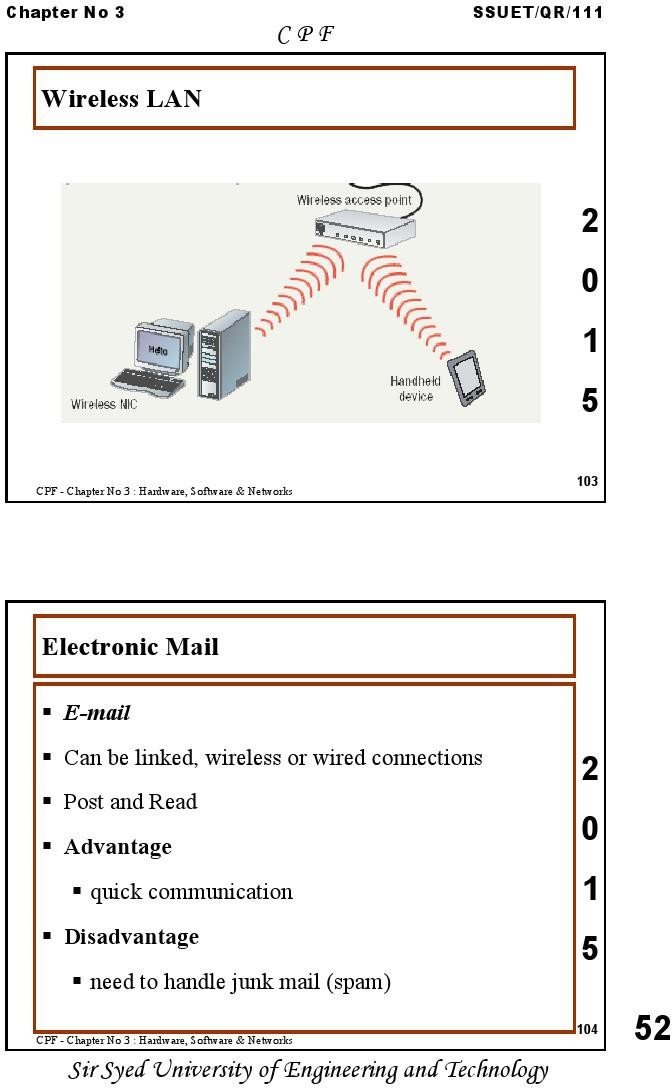 Chapter No 3
SSUET/QR/111
C P F
Wireless LAN
Wireless access point
Hello
Wireless NIC
Handheld
device
2
0
1
5
103
CPF - Chapter No 3 : Hardware, Software & Networks
Electronic Mail
▪ E-mail
▪ Can be linked, wireless or wired connections
▪ Post and Read
▪ Advantage
▪ quick communication
▪ Disadvantage
▪ need to handle junk mail (spam)
2
0
1
5
104
CPF - Chapter No 3 : Hardware, Software & Networks
52
Sir Syed University of Engineering and Technology